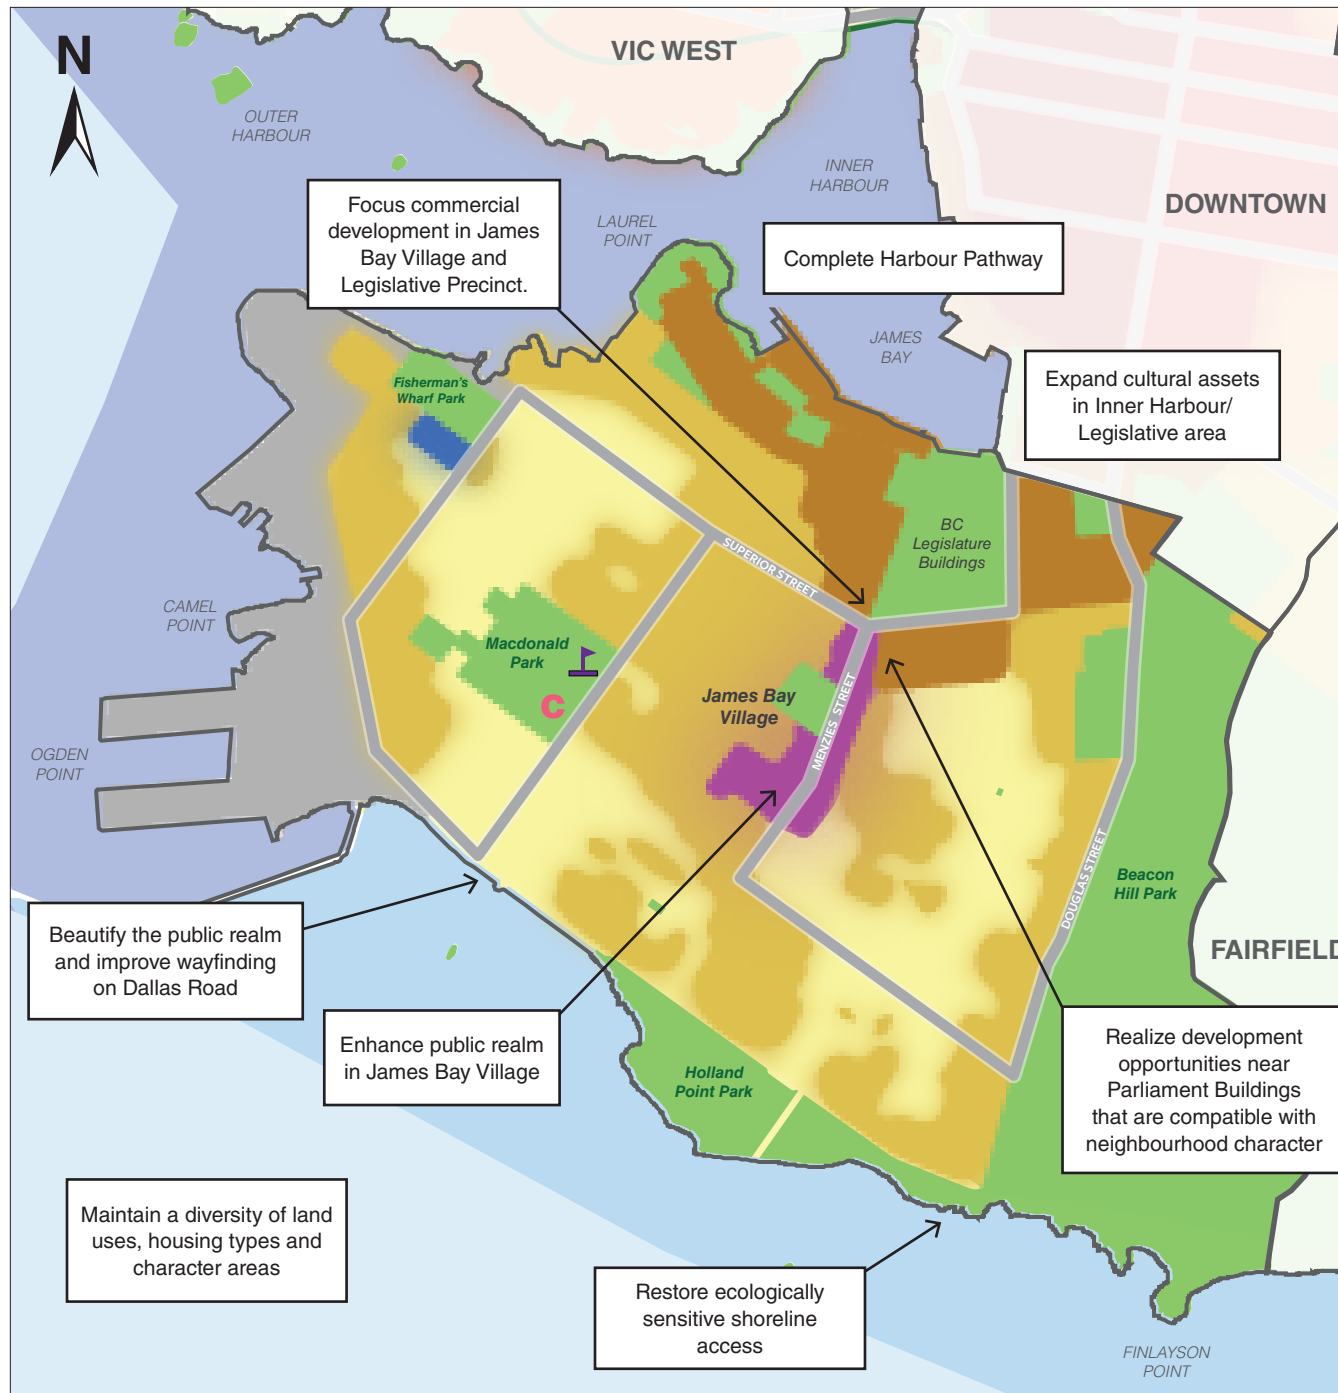 VIC WEST
N
OUTER
HARBOUR
INNER
HARBOUR
DOWNTOWN
Focus commercial
development in James
Bay Village and
Legislative Precinct.
LAUREL
POINT
Complete Harbour Pathway
JAMES
BAY
Expand cultural assets
in Inner Harbour/
Legislative area
Fisherman's
Wharf Park
BC
Legislature
Buildings
SUPERIOR STREET
CAMEL
POINT
Macdonald
Park
C
James Bay
Village
MENZIES STREET
OGDEN
POINT
DOUGLAS STREET
Beacon
Hill Park
FAIRFIELD
Beautify the public realm
and improve wayfinding
on Dallas Road
Enhance public realm
in James Bay Village
Holland
Point Park
Realize development
opportunities near
Parliament Buildings
that are compatible with
neighbourhood character
Maintain a diversity of land
uses, housing types and
character areas
Restore ecologically
sensitive shoreline
access
FINLAYSON
POINT